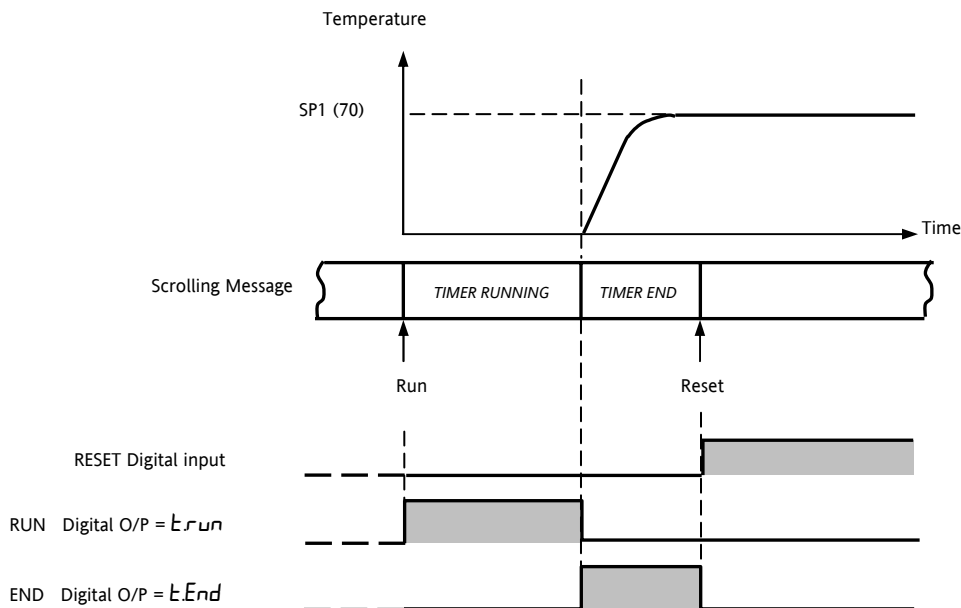 Temperature
SP1 (70)
Time
Scrolling Message
TIMER RUNNING
TIMER END
Run
Reset
RESET Digital input
RUN Digital O/P = t.run
END Digital O/P = t.End